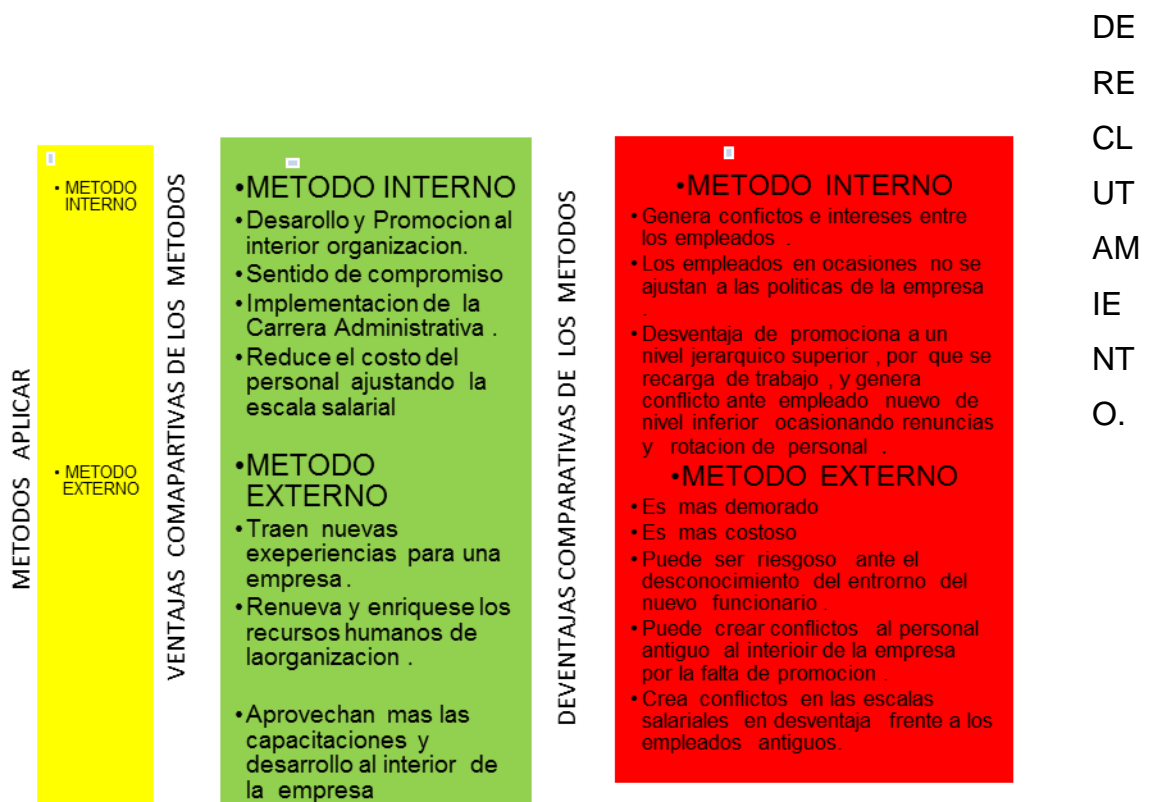 DE
RE
CL
UT
AM
IE
NT
O.
METODOS APLICAR
• METODO
INTERNO
• METODO
EXTERNO
VENTAJAS COMAPARTIVAS DE LOS METODOS
•METODO INTERNO
•Desarollo y Promocion al
interior organizacion.
•Sentido de compromiso
•Implementacion de la
Carrera Administrativa .
•Reduce el costo del
personal ajustando la
escala salarial
•METODO
EXTERNO
•Traen nuevas
exeperiencias para una
empresa.
•Renueva y enriquese los
recursos humanos de
laorganizacion .
•Aprovechan mas las
capacitaciones y
desarrollo al interior de
la empresa
DEVENTAJAS COMPARATIVAS DE LOS METODOS
•METODO INTERNO
•Genera confictos e intereses entre
los empleados .
•Los empleados en ocasiones no se
ajustan a las politicas de la empresa
.
•Desventaja de promociona a un
nivel jerarquico superior , por que se
recarga de trabajo , y genera
conflicto ante empleado nuevo de
nivel inferior ocasionando renuncias
y rotacion de personal .
•METODO EXTERNO
•Es mas demorado
•Es mas costoso
•Puede ser riesgoso ante el
desconocimiento del entrorno del
nuevo funcionario .
•Puede crear conflictos al personal
antiguo al interioir de la empresa
por la falta de promocion .
•Crea conflictos en las escalas
salariales en desventaja frente a los
empleados antiguos.